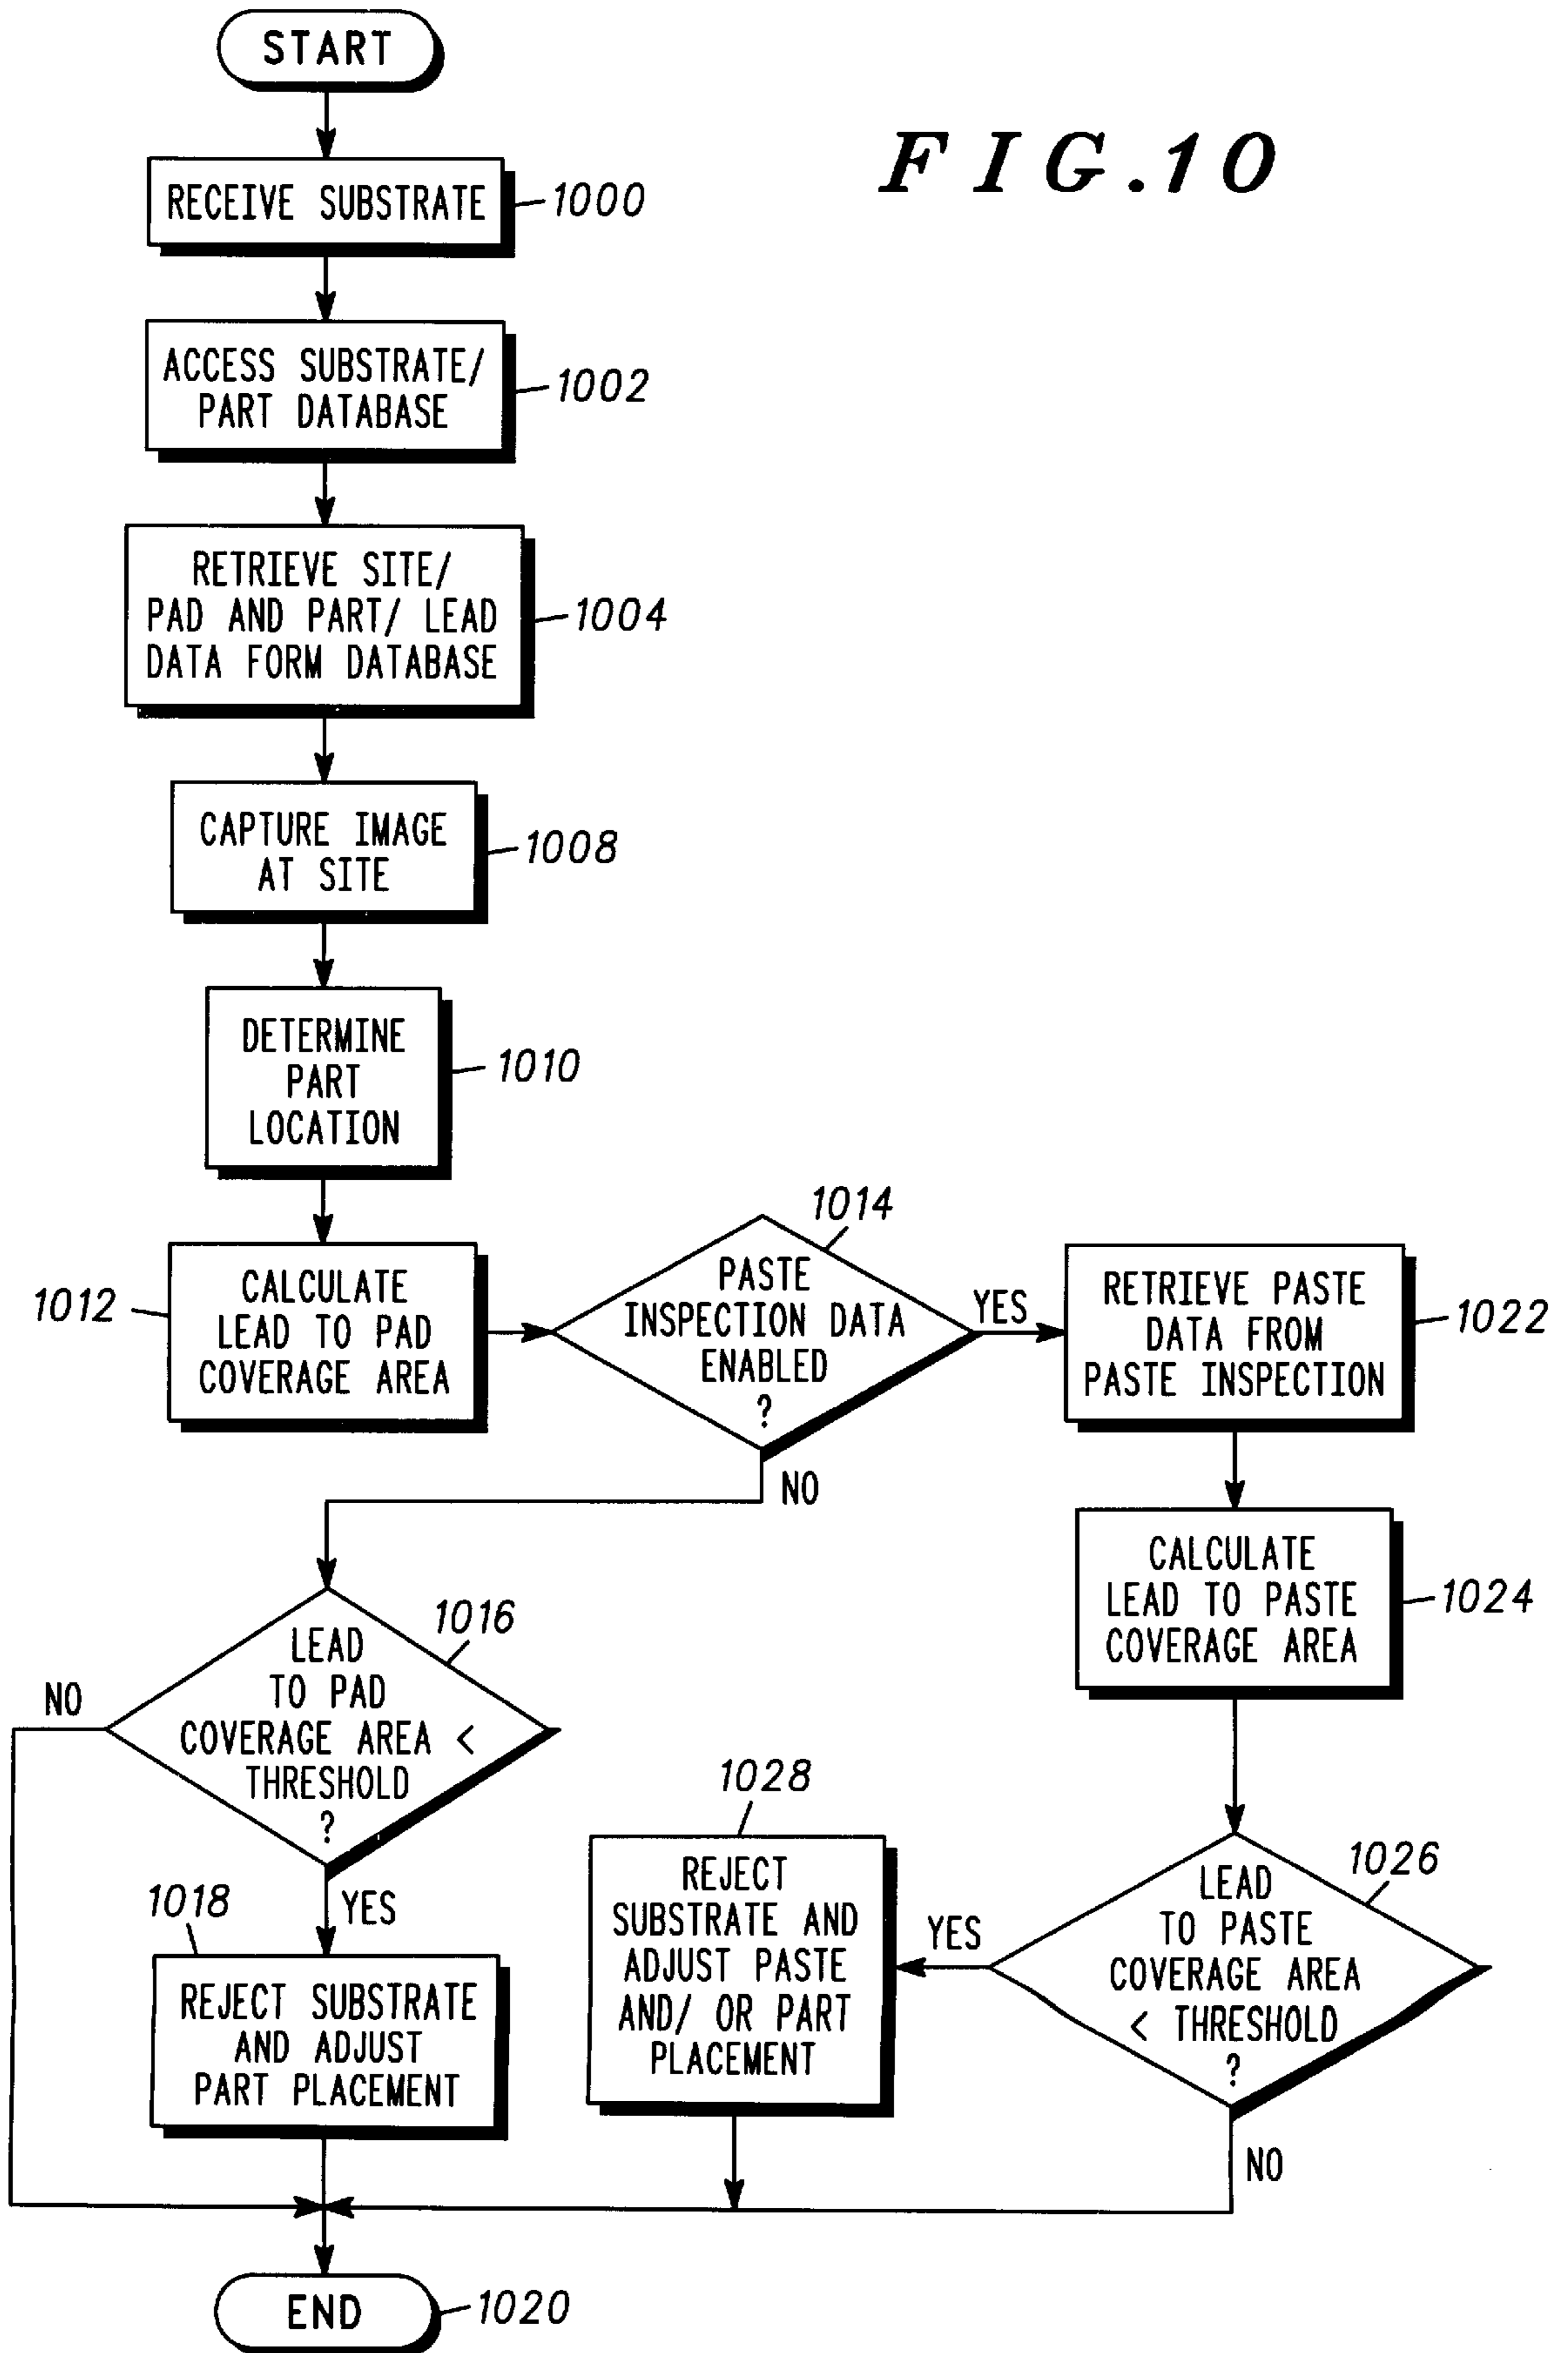 START
FIG.10
RECEIVE SUBSTRATE
1000
ACCESS SUBSTRATE/
PART DATABASE
1002
RETRIEVE SITE/
PAD AND PART/ LEAD
DATA FORM DATABASE
1004
CAPTURE IMAGE
AT SITE
1008
DETERMINE
PART
LOCATION
1010
1012
CALCULATE
LEAD TO PAD
COVERAGE AREA
1014
PASTE
INSPECTION DATA
ENABLED
?
YES
NO
RETRIEVE PASTE
DATA FROM
PASTE INSPECTION
1022
CALCULATE
LEAD TO PASTE
COVERAGE AREA
1024
1016
LEAD
TO PAD
COVERAGE AREA <
THRESHOLD
?
NO
YES
1018
REJECT SUBSTRATE
AND ADJUST
PART PLACEMENT
1028
REJECT
SUBSTRATE AND
ADJUST PASTE
AND/ OR PART
PLACEMENT
YES
1026
LEAD
TO PASTE
COVERAGE AREA
< THRESHOLD
?
NO
END
1020